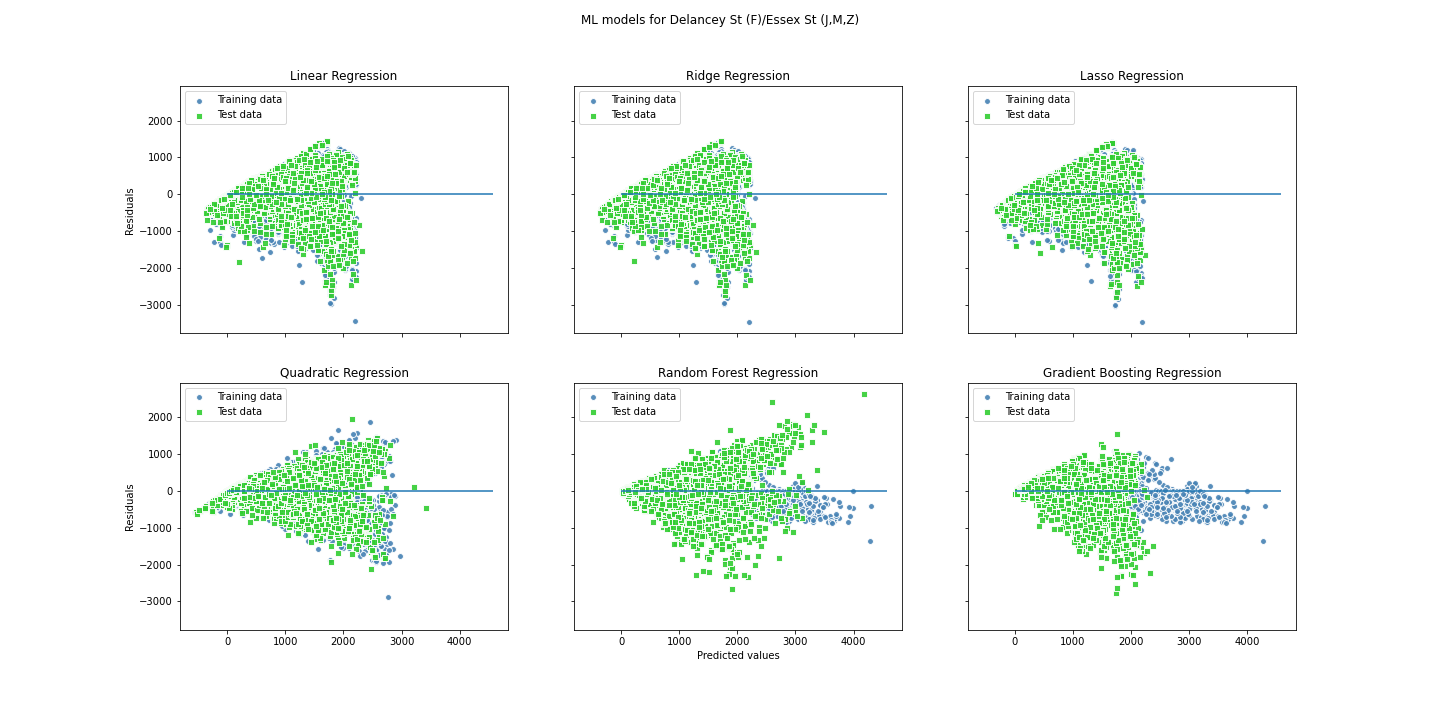 ML models for Delancey St (F)/Essex St (J,M,Z)
Linear Regression
Training data
Test data
2000
1000
0
−1000
−2000
−3000
Residuals
Ridge Regression
Training data
Test data
Lasso Regression
Training data
Test data
Quadratic Regression
Training data
Test data
2000
1000
0
−1000
−2000
−3000
Residuals
0 1000 2000 3000 4000
Random Forest Regression
Training data
Test data
0 1000 2000 3000 4000
Predicted values
Gradient Boosting Regression
Training data
Test data
0 1000 2000 3000 4000